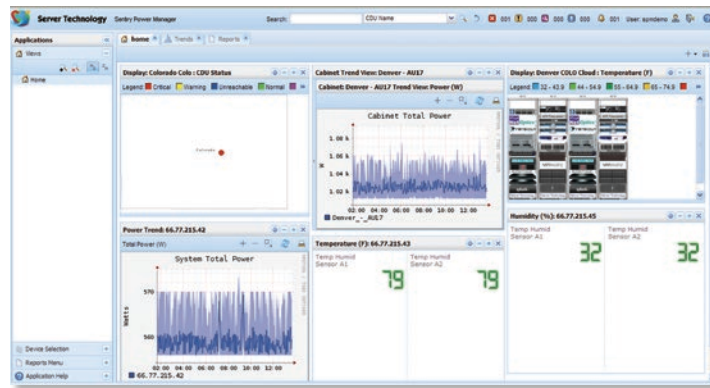 Server Technology
Sentry Power Manager
Search:
CDU Name
001 000 000 000 001 User: spmdemo
Applications
home
Trends
Reports
Views
Home
Display: Colorado Colo : CDU Status
Legend: Critical Warning Unreachable Normal
Cabinet Trend View: Denver - AU17
Cabinet: Denver - AU17 Trend View: Power (W)
Cabinet Total Power
W
1.08 k
1.06 k
1.04 k
1.02 k
02:00 04:00 06:00 08:00 10:00 12:00
Denver_-_AU17
Display: Denver COLO Cloud : Temperature (F)
Legend: 32 - 43.9 44 - 54.9 55 - 64.9 65 - 74.9
Power Trend: 66.77.215.42
Total Power (W)
System Total Power
Watts
570
560
02:00 04:00 06:00 08:00 10:00 12:00
66.77.215.42
Temperature (F): 66.77.215.43
Temp Humid Sensor A1
79
Temp Humid Sensor A2
79
Humidity (%): 66.77.215.45
Temp Humid Sensor A1
32
Temp Humid Sensor A2
32
Device Selection
Reports Menu
Application Help